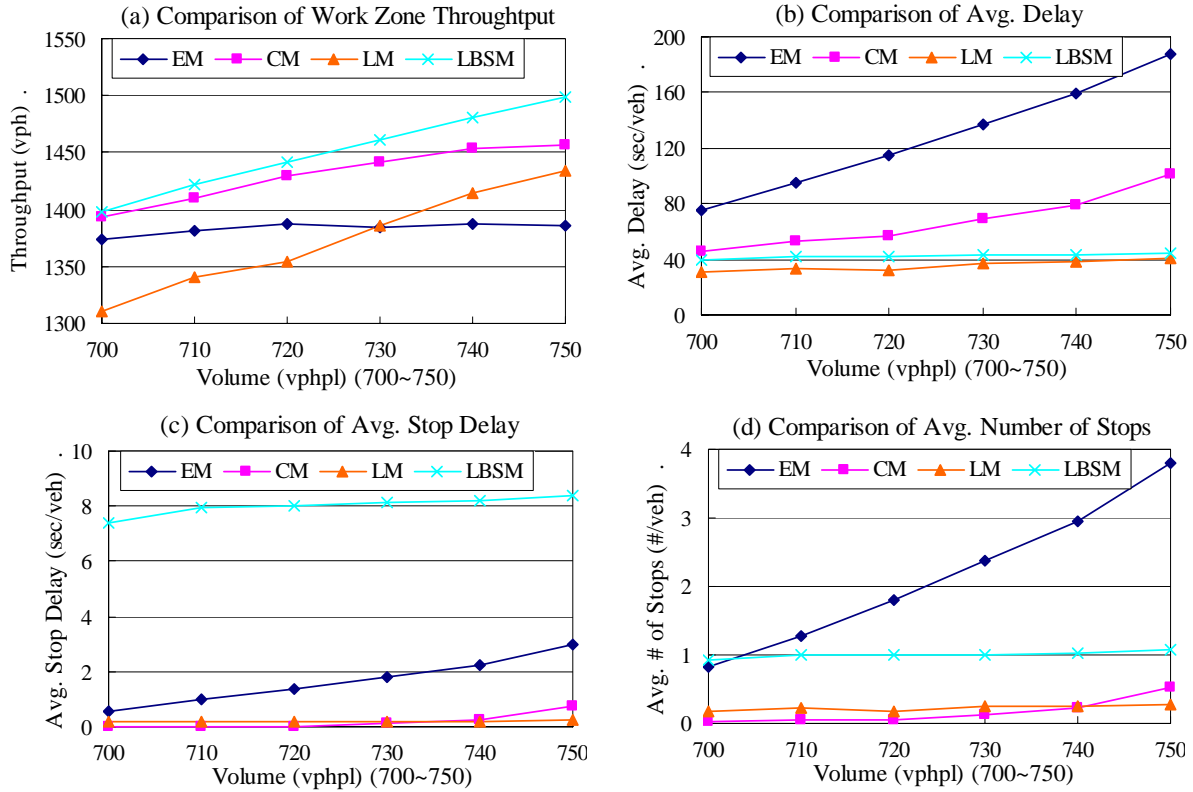 (a) Comparison of Work Zone Throughtput
EM CM LM LBSM
Throughput (vph) .
1550
1500
1450
1400
1350
1300
700 710 720 730 740 750
Volume (vphpl) (700~750)
(b) Comparison of Avg. Delay
EM CM LM LBSM
Avg. Delay (sec/veh) .
200
160
120
80
40
0
700 710 720 730 740 750
Volume (vphpl) (700~750)
(c) Comparison of Avg. Stop Delay
EM CM LM LBSM
Avg. Stop Delay (sec/veh) .
10
8
6
4
2
0
700 710 720 730 740 750
Volume (vphpl) (700~750)
(d) Comparison of Avg. Number of Stops
EM CM LM LBSM
Avg. # of Stops (#/veh) .
4
3
2
1
0
700 710 720 730 740 750
Volume (vphpl) (700~750)